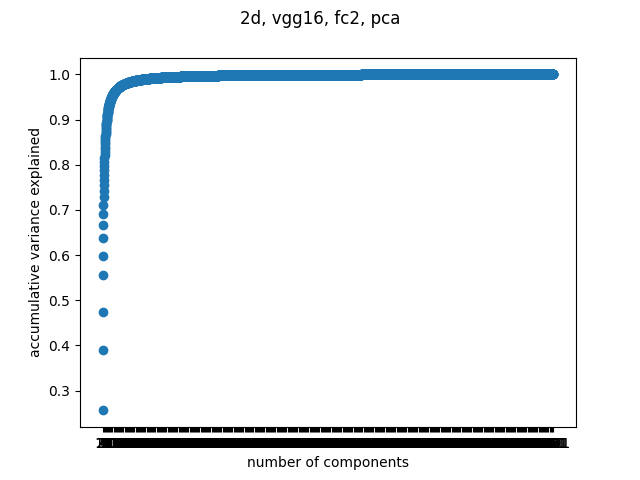 2d, vgg16, fc2, pca
accumulative variance explained
1.0
0.9
0.8
0.7
0.6
0.5
0.4
0.3
number of components